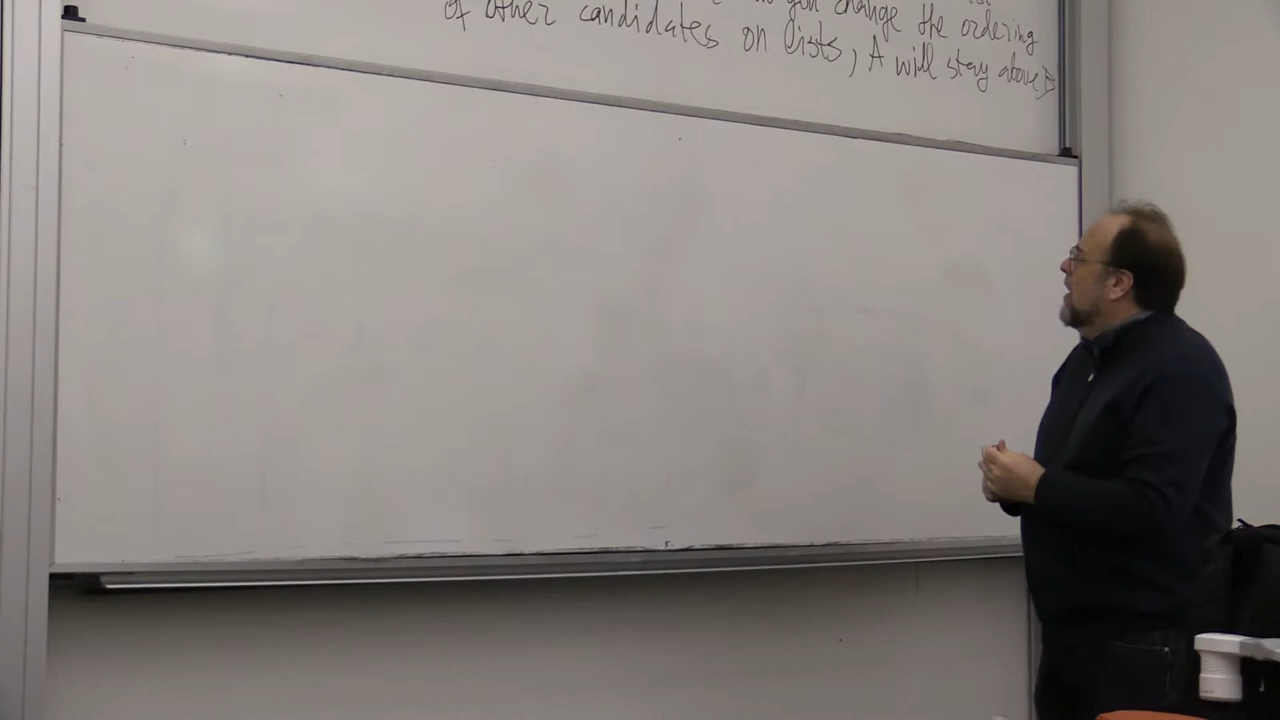 you change the ordering
of other candidates on lists, A will stay above B